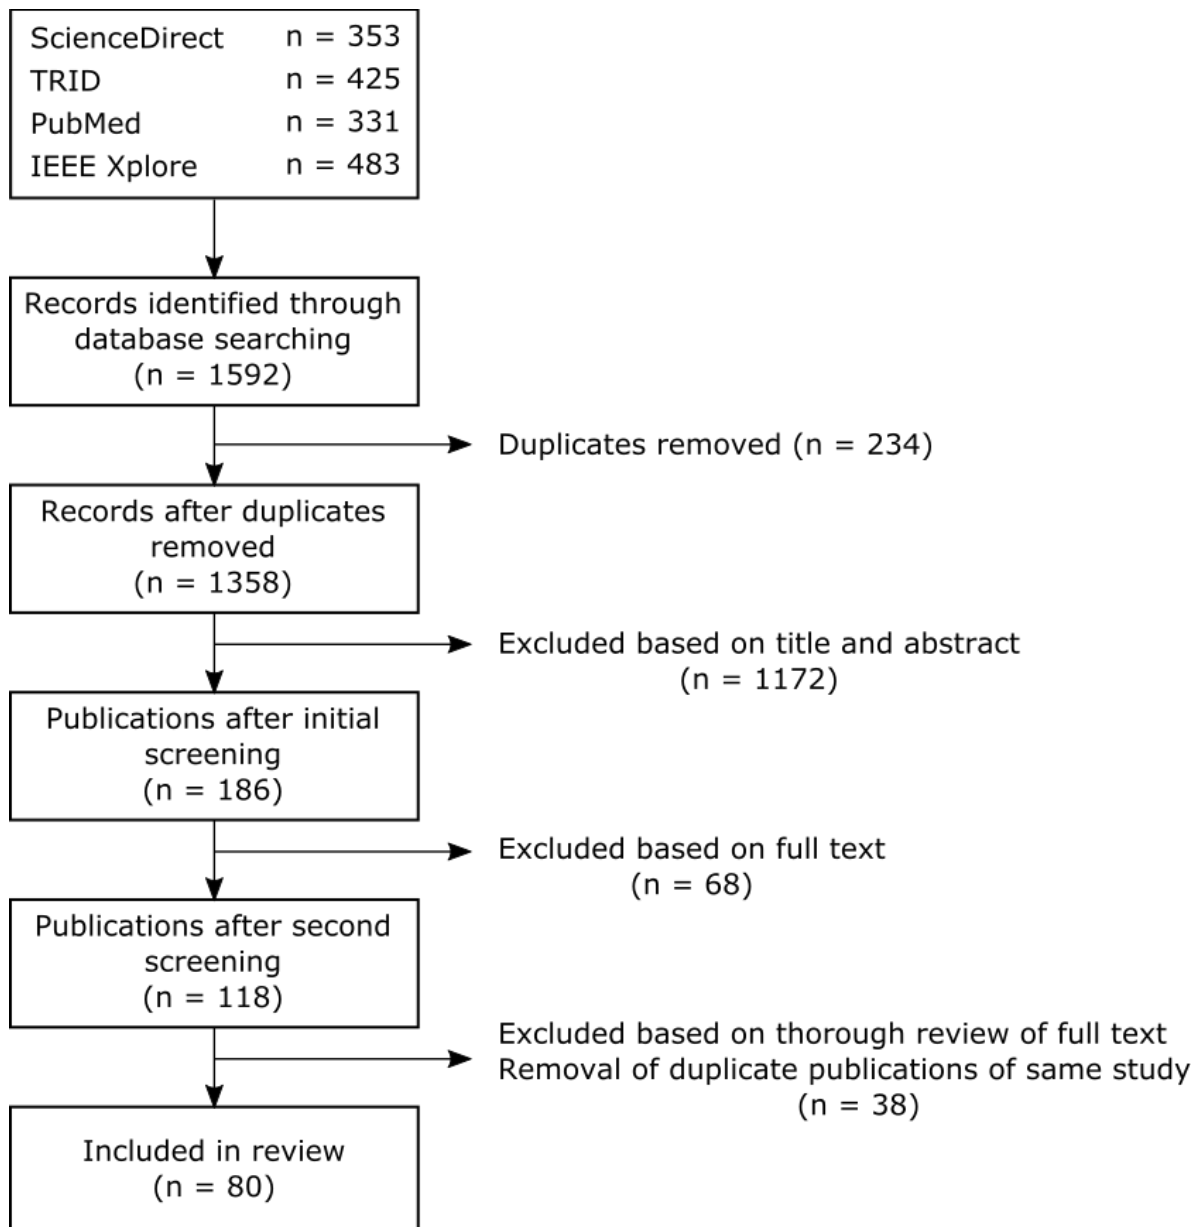 ScienceDirect n = 353
TRID n = 425
PubMed n = 331
IEEE Xplore n = 483
Records identified through
database searching
(n = 1592)
Duplicates removed (n = 234)
Records after duplicates
removed
(n = 1358)
Excluded based on title and abstract
(n = 1172)
Publications after initial
screening
(n = 186)
Excluded based on full text
(n = 68)
Publications after second
screening
(n = 118)
Excluded based on thorough review of full text
Removal of duplicate publications of same study
(n = 38)
Included in review
(n = 80)